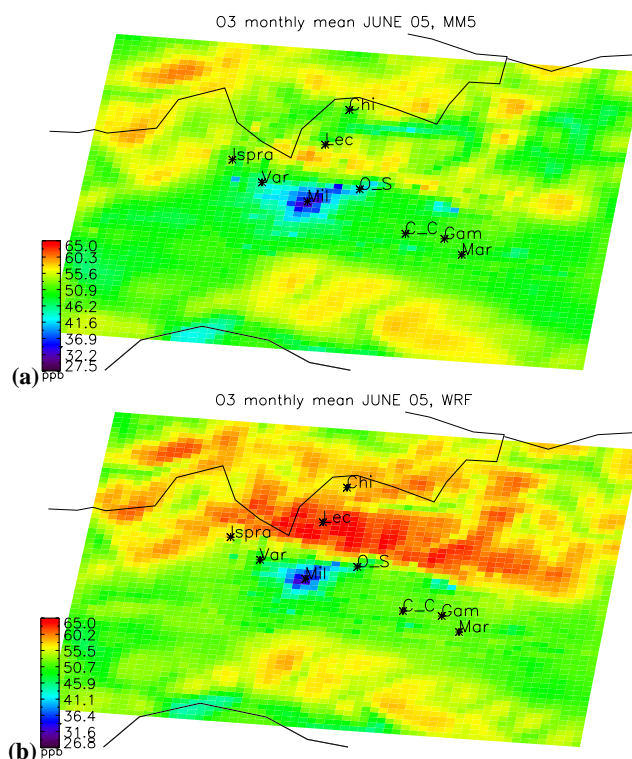 O3 monthly mean JUNE 05, MM5
Chi
Lec
Ispra
Var
O_S
Mil
C_C
Gam
Mar
65.0
60.3
55.6
50.9
46.2
41.6
36.9
32.2
27.5
ppb
(a)
O3 monthly mean JUNE 05, WRF
Chi
Lec
Ispra
Var
O_S
Mil
C_C
Gam
Mar
65.0
60.2
55.5
50.7
45.9
41.1
36.4
31.6
26.8
ppb
(b)